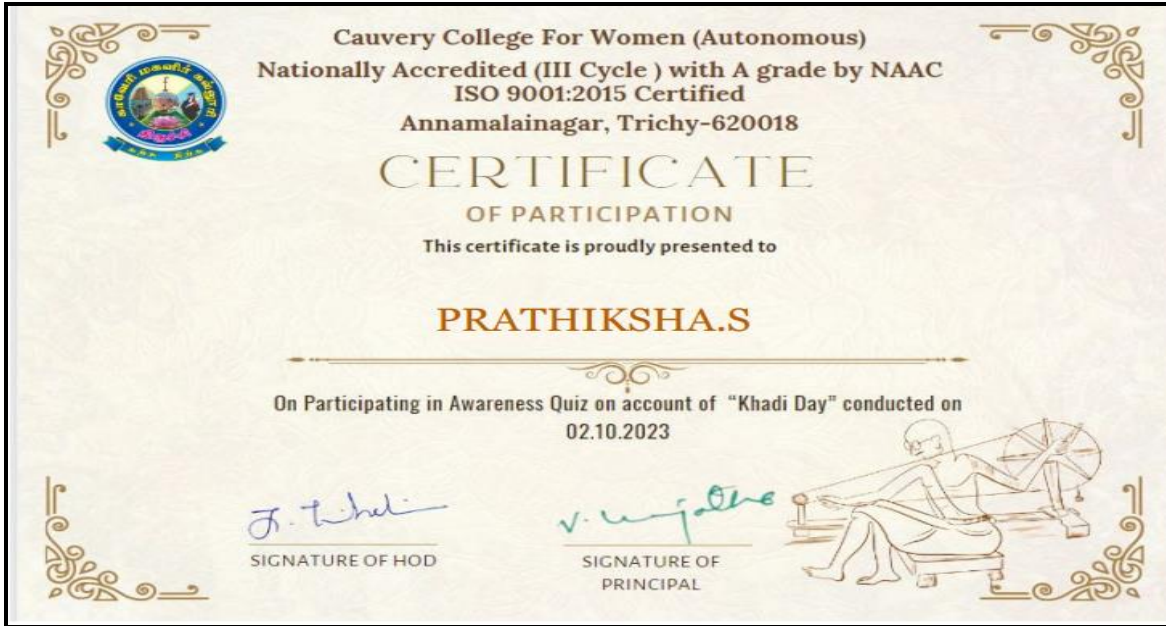 Cauvery College For Women (Autonomous)
Nationally Accredited (III Cycle ) with A grade by NAAC
ISO 9001:2015 Certified
Annamalainagar, Trichy-620018
காவேரி மகளிர் கல்லூரி
திருச்சி
CERTIFICATE
OF PARTICIPATION
This certificate is proudly presented to
PRATHIKSHA.S
On Participating in Awareness Quiz on account of "Khadi Day" conducted on
02.10.2023
SIGNATURE OF HOD
SIGNATURE OF
PRINCIPAL